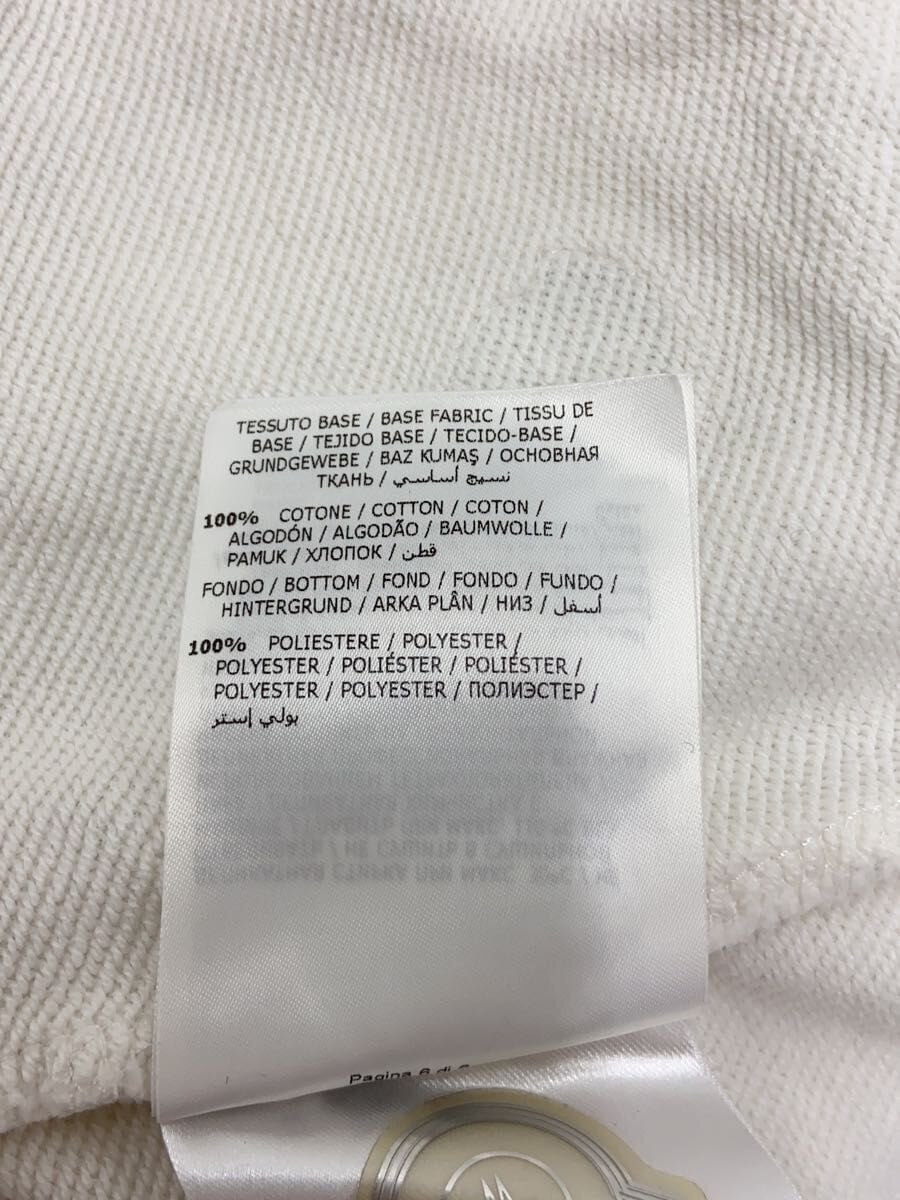 TESSUTO BASE / BASE FABRIC / TISSU DE
BASE / TEJIDO BASE / TECIDO-BASE /
GRUNDGEWEBE / BAZ KUMAŞ / ОСНОВНАЯ
ТКАНЬ / نسيج أساسي
100% COTONE / COTTON / COTON /
ALGODÓN / ALGODÃO / BAUMWOLLE /
PAMUK / ХЛОПОК / قطن
FONDO / BOTTOM / FOND / FONDO / FUNDO /
HINTERGRUND / ARKA PLÂN / НИЗ / أسفل
100% POLIESTERE / POLYESTER /
POLYESTER / POLIÉSTER / POLIÉSTER /
POLYESTER / POLYESTER / ПОЛИЭСТЕР /
بولي إستر
Pagina 6 di